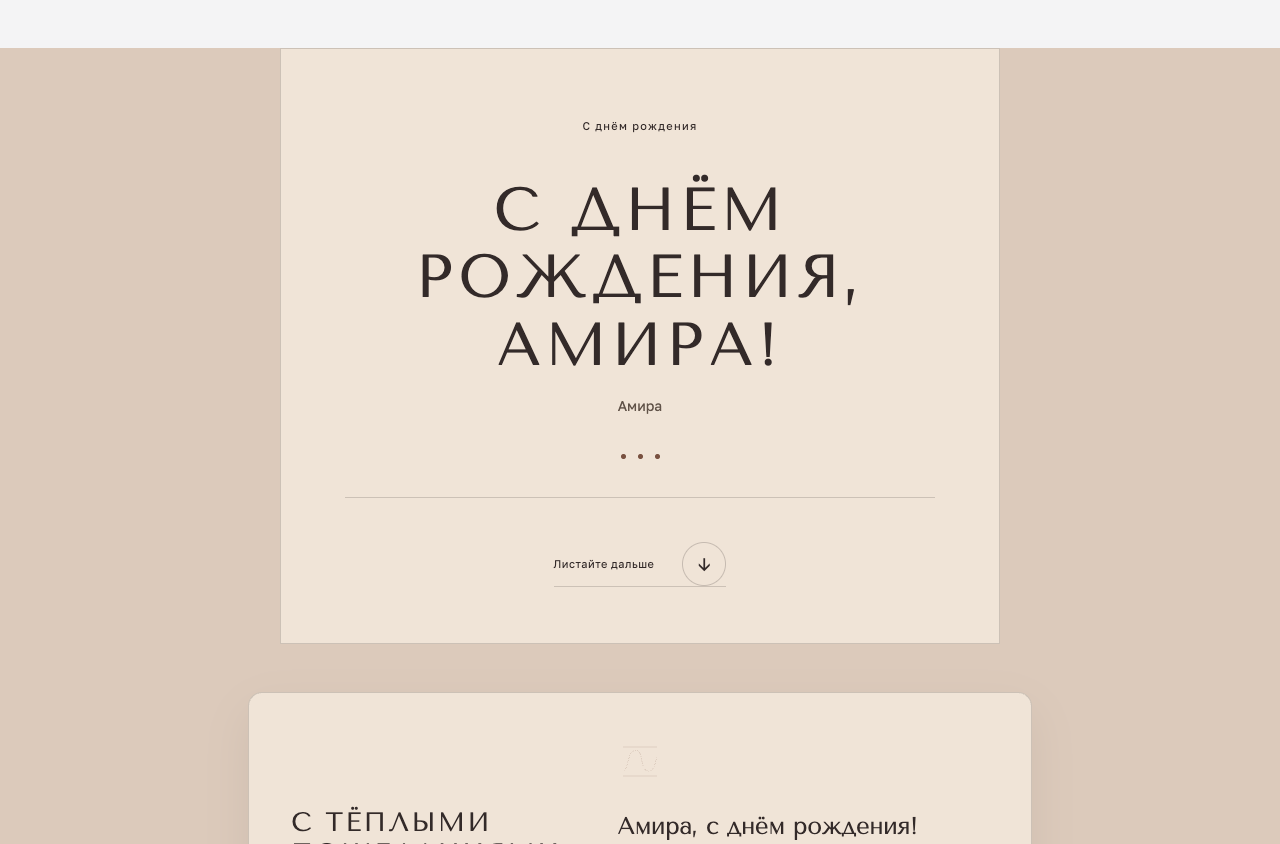 С днём рождения
С ДНЁМ
РОЖДЕНИЯ,
АМИРА!
Амира
Листайте дальше
С ТЁПЛЫМИ
Амира, с днём рождения!